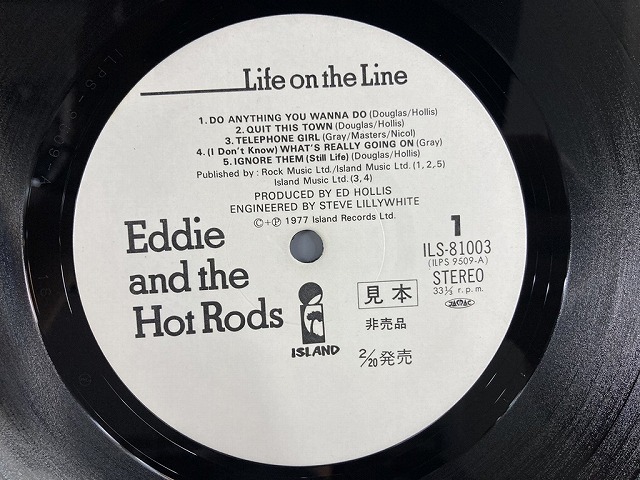 Life on the Line
1. DO ANYTHING YOU WANNA DO (Douglas/Hollis)
2. QUIT THIS TOWN (Douglas/Hollis)
3. TELEPHONE GIRL (Gray/Masters/Nicol)
4. (I Don't Know) WHAT'S REALLY GOING ON (Gray)
5. IGNORE THEM (Still Life) (Douglas/Hollis)
Published by : Rock Music Ltd./Island Music Ltd. (1, 2, 5)
Island Music Ltd. (3, 4)
PRODUCED BY ED HOLLIS
ENGINEERED BY STEVE LILLYWHITE
©+℗ 1977 Island Records Ltd.
Eddie
and the
Hot Rods
ISLAND
見本
非売品
2/20発売
1
ILS-81003
(ILPS 9509-A)
STEREO
33⅓ r.p.m.